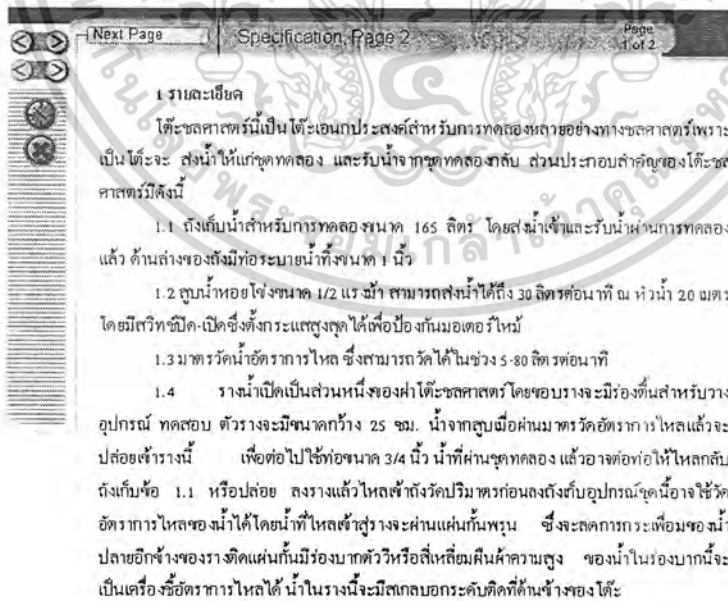 Next Page
Specification, Page 2
Page
1 of 2
1 รายละเอียด
โต๊ะชลศาสตร์นี้เป็นโต๊ะเอนกประสงค์สำหรับการทดลองหลายอย่างทางชลศาสตร์เพราะ
เป็นโต๊ะจะ ส่งน้ำให้แก่ชุดทดลอง และรับน้ำจากชุดทดลองกลับ ส่วนประกอบสำคัญของโต๊ะชล
ศาสตร์มีดังนี้
1.1 ถังเก็บน้ำสำหรับการทดลองขนาด 165 ลิตร โดยส่งน้ำเข้าและรับน้ำผ่านการทดลอง
แล้ว ด้านล่างของถังมีท่อระบายน้ำทิ้งขนาด 1 นิ้ว
1.2 สูบน้ำหอยโข่งขนาด 1/2 แรงม้า สามารถส่งน้ำได้ถึง 30 ลิตรต่อนาที ณ หัวน้ำ 20 เมตร
โดยมีสวิทช์ปิด-เปิดซึ่งตั้งกระแสสูงสุดได้เพื่อป้องกันมอเตอร์ไหม้
1.3 มาตรวัดน้ำอัตราการไหล ซึ่งสามารถวัดได้ในช่วง 5-80 ลิตรต่อนาที
1.4 รางน้ำเปิดเป็นส่วนหนึ่งของฝาโต๊ะชลศาสตร์โดยขอบรางจะมีร่องตื้นสำหรับวาง
อุปกรณ์ ทดสอบ ตัวรางจะมีขนาดกว้าง 25 ซม. น้ำจากสูบเมื่อผ่านมาตรวัดอัตราการไหลแล้วจะ
ปล่อยเข้ารางนี้ เพื่อต่อไปใช้ท่อขนาด 3/4 นิ้ว น้ำที่ผ่านชุดทดลอง แล้วอาจต่อท่อให้ไหลกลับ
ถังเก็บข้อ 1.1 หรือปล่อย ลงรางแล้วไหลเข้าถังวัดปริมาตรก่อนลงถังเก็บอุปกรณ์ชุดนี้อาจใช้วัด
อัตราการไหลของน้ำได้โดยน้ำที่ไหลเข้าสู่รางจะผ่านแผ่นกั้นพรุน ซึ่งจะลดการกระเพื่อมของน้ำ
ปลายอีกข้างของรางติดแผ่นกั้นมีร่องบากตัววีหรือสี่เหลี่ยมผืนผ้าความสูง ของน้ำในร่องบากนี้จะ
เป็นเครื่องชี้อัตราการไหลได้ น้ำในรางนี้จะมีสเกลบอกระดับติดที่ด้านข้างของโต๊ะ